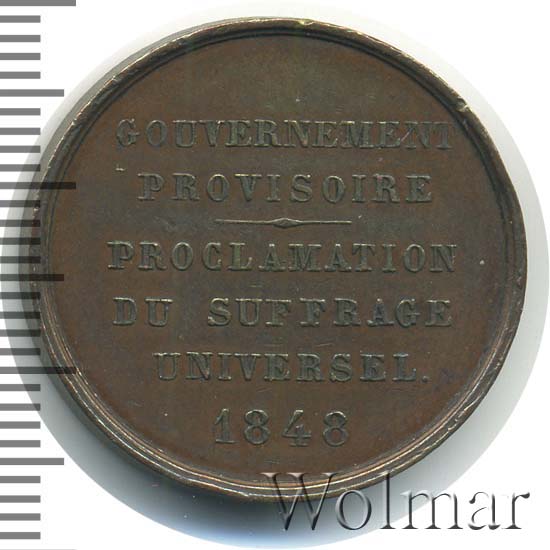 GOUVERNEMENT
PROVISOIRE
PROCLAMATION
DU SUFFRAGE
UNIVERSEL.
1848
Wolmar